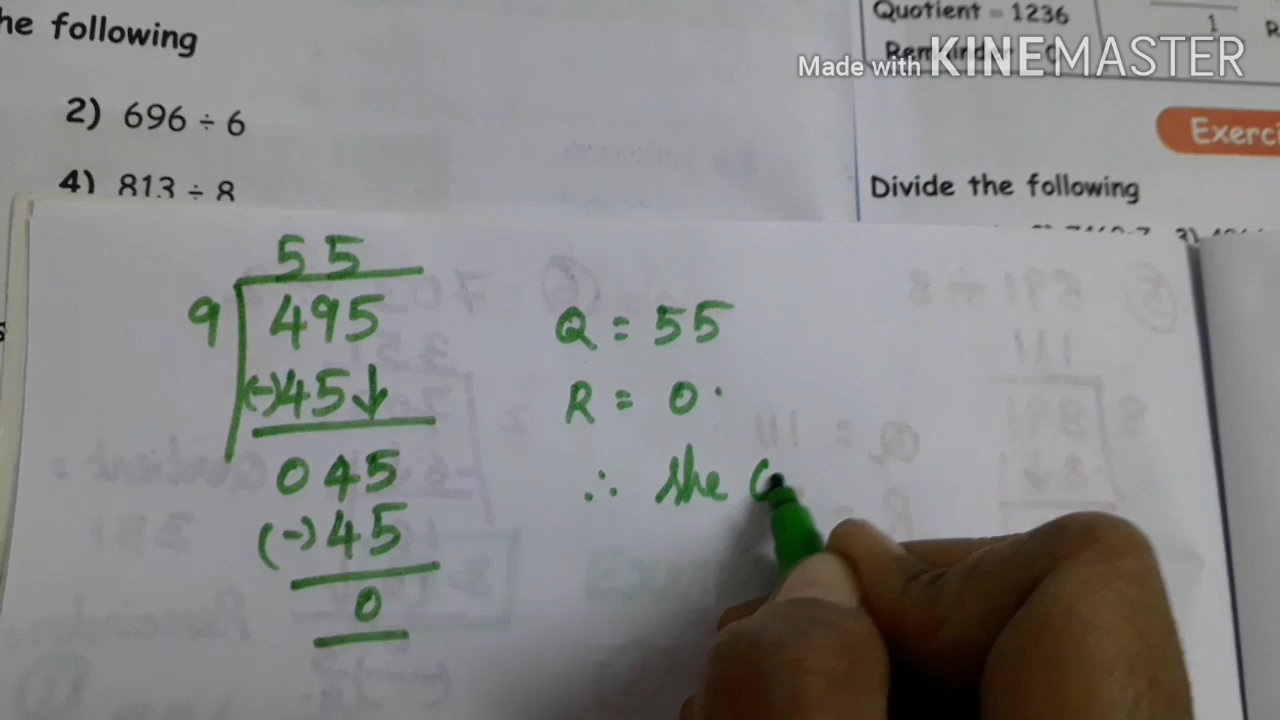 he following
2) 696 ÷ 6
4) 813 ÷ 8
Quotient = 1236
1
R
Made with KINEMASTER
Exerci
Divide the following
55
9 495
(-)45↓
045
(-)45
0
Q = 55
R = 0.
∴ the